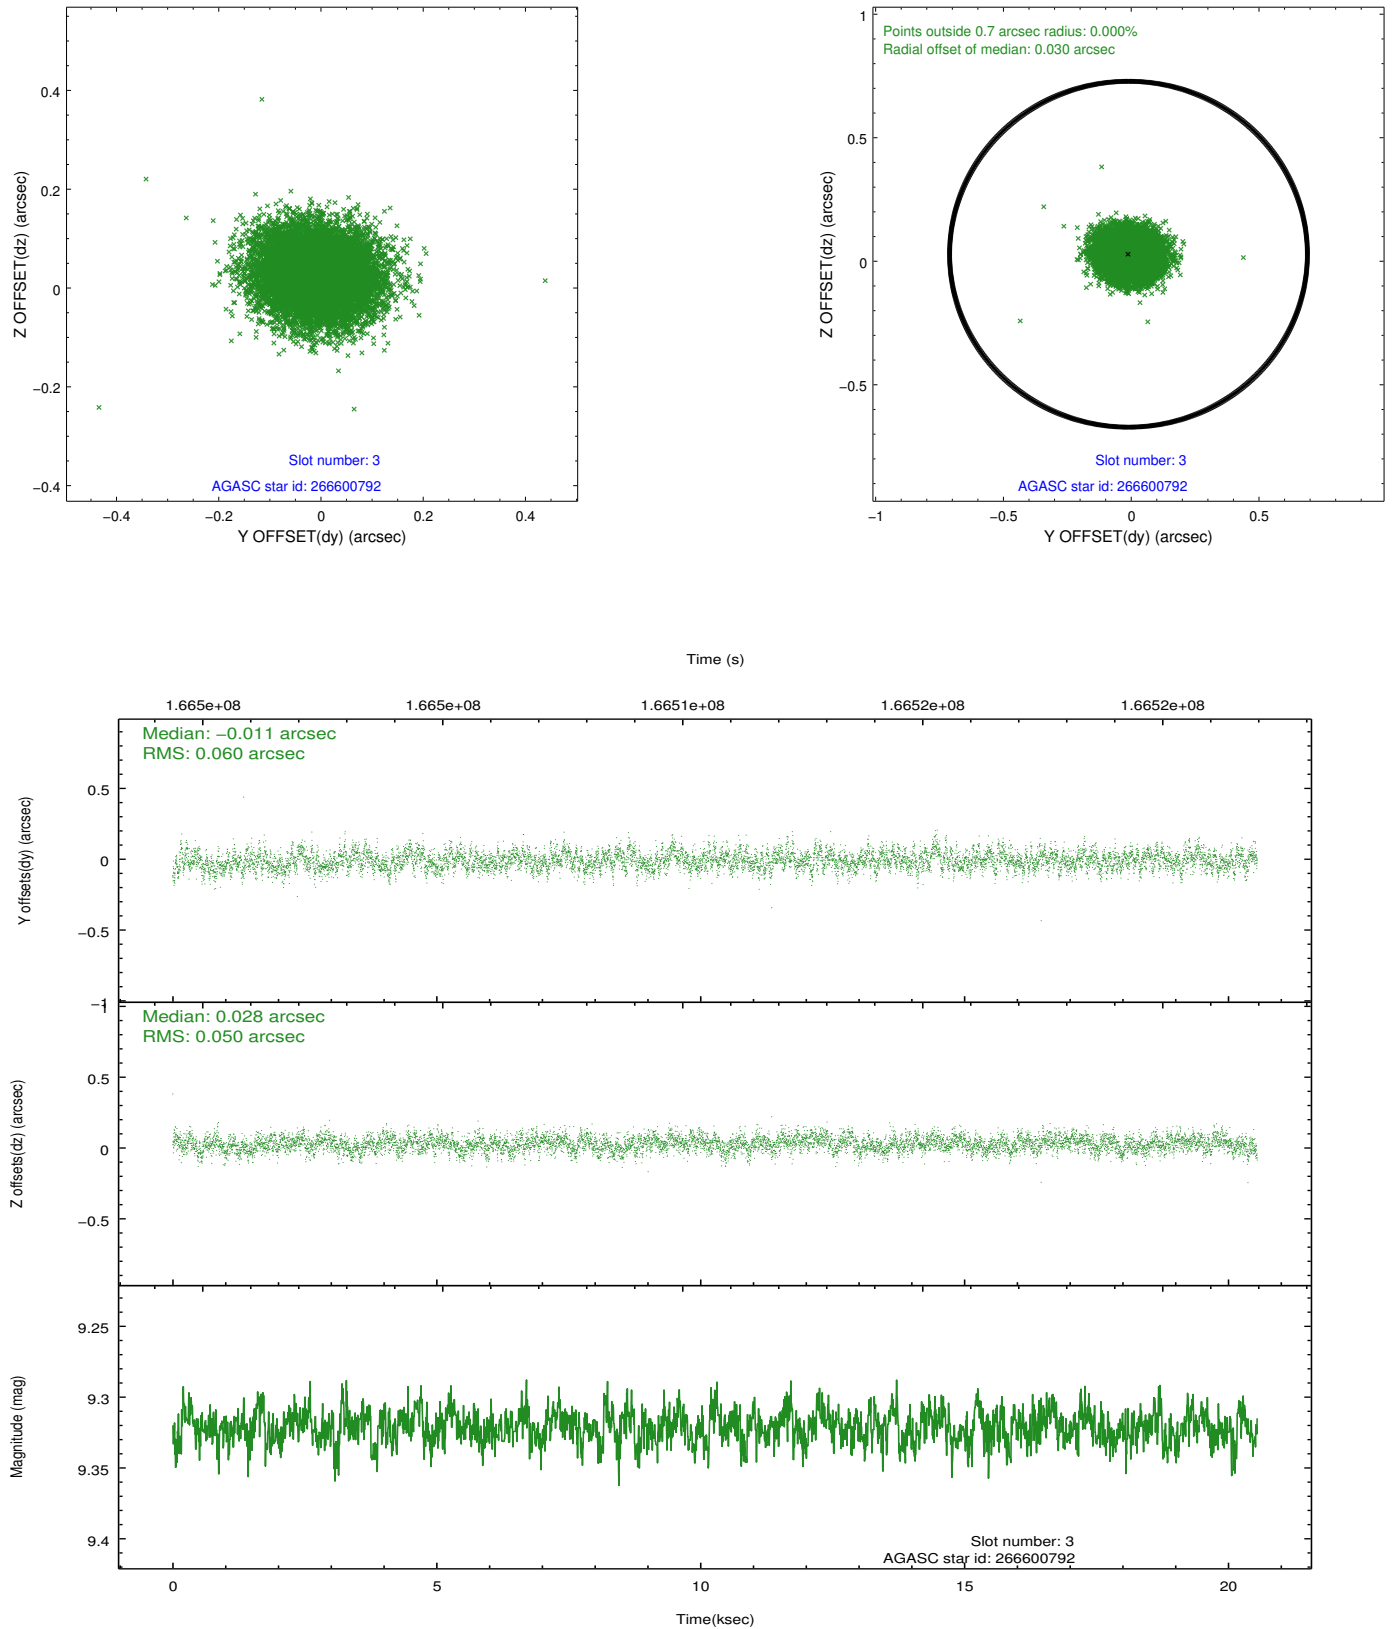 0.4
0.2
0
−0.2
−0.4
Z OFFSET(dz) (arcsec)
Slot number: 3
AGASC star id: 266600792
−0.4
−0.2
0
0.2
0.4
Y OFFSET(dy) (arcsec)
Points outside 0.7 arcsec radius: 0.000%
Radial offset of median: 0.030 arcsec
1
0.5
0
−0.5
Z OFFSET(dz) (arcsec)
Slot number: 3
AGASC star id: 266600792
−1
−0.5
0
0.5
Y OFFSET(dy) (arcsec)
Time (s)
1.665e+08
1.665e+08
1.6651e+08
1.6652e+08
1.6652e+08
Median: −0.011 arcsec
RMS: 0.060 arcsec
0.5
0
−0.5
−1
Y offsets(dy) (arcsec)
Median: 0.028 arcsec
RMS: 0.050 arcsec
0.5
0
−0.5
Z offsets(dz) (arcsec)
9.25
9.3
9.35
9.4
Magnitude (mag)
Slot number: 3
AGASC star id: 266600792
0
5
10
15
20
Time(ksec)